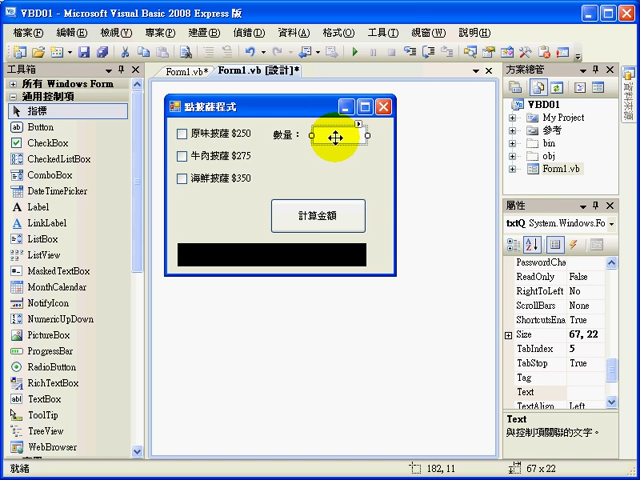 VBD01 - Microsoft Visual Basic 2008 Express 版
檔案(F) 編輯(E) 檢視(V) 專案(P) 建置(B) 偵錯(D) 資料(A) 格式(O) 工具(T) 視窗(W) 說明(H)
工具箱
所有 Windows Form
通用控制項
指標
Button
CheckBox
CheckedListBox
ComboBox
DateTimePicker
Label
LinkLabel
ListBox
ListView
MaskedTextBox
MonthCalendar
NotifyIcon
NumericUpDown
PictureBox
ProgressBar
RadioButton
RichTextBox
TextBox
ToolTip
TreeView
WebBrowser
Form1.vb* Form1.vb [設計]*
點披薩程式
原味披薩 $250 數量：
牛肉披薩 $275
海鮮披薩 $350
計算金額
方案總管
VBD01
My Project
參考
bin
obj
Form1.vb
資料來源
屬性
txtQ System.Windows.Fo
PasswordCha
ReadOnly False
RightToLeft No
ScrollBars None
ShortcutsEna True
Size 67, 22
TabIndex 5
TabStop True
Tag
Text
TextAlign Left
Text
與控制項關聯的文字。
就緒 182, 11 67 x 22